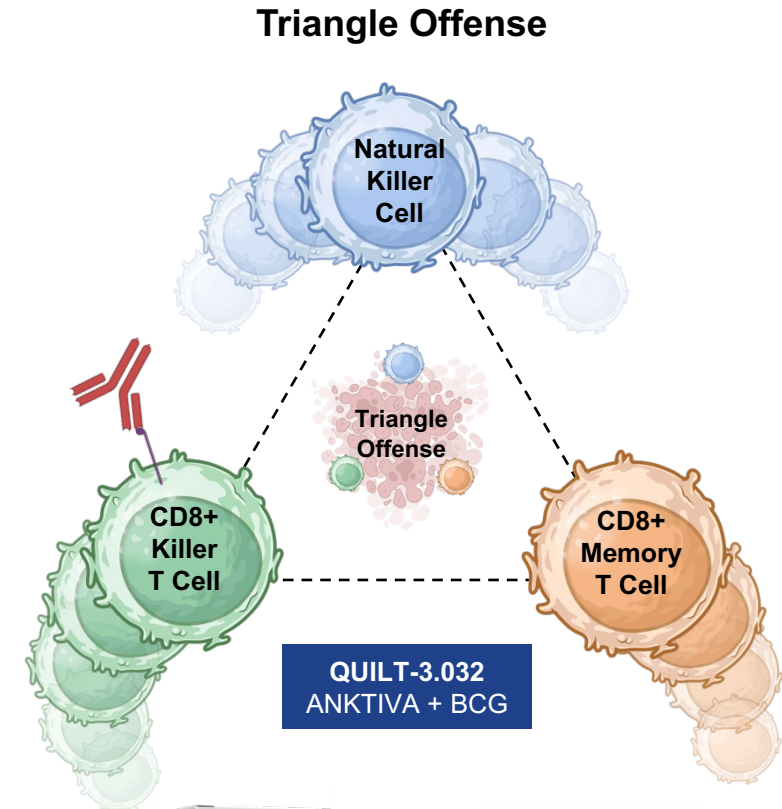 Triangle Offense
Natural
Killer
Cell
Triangle
Offense
CD8+
Killer
T Cell
CD8+
Memory
T Cell
QUILT-3.032
ANKTIVA + BCG